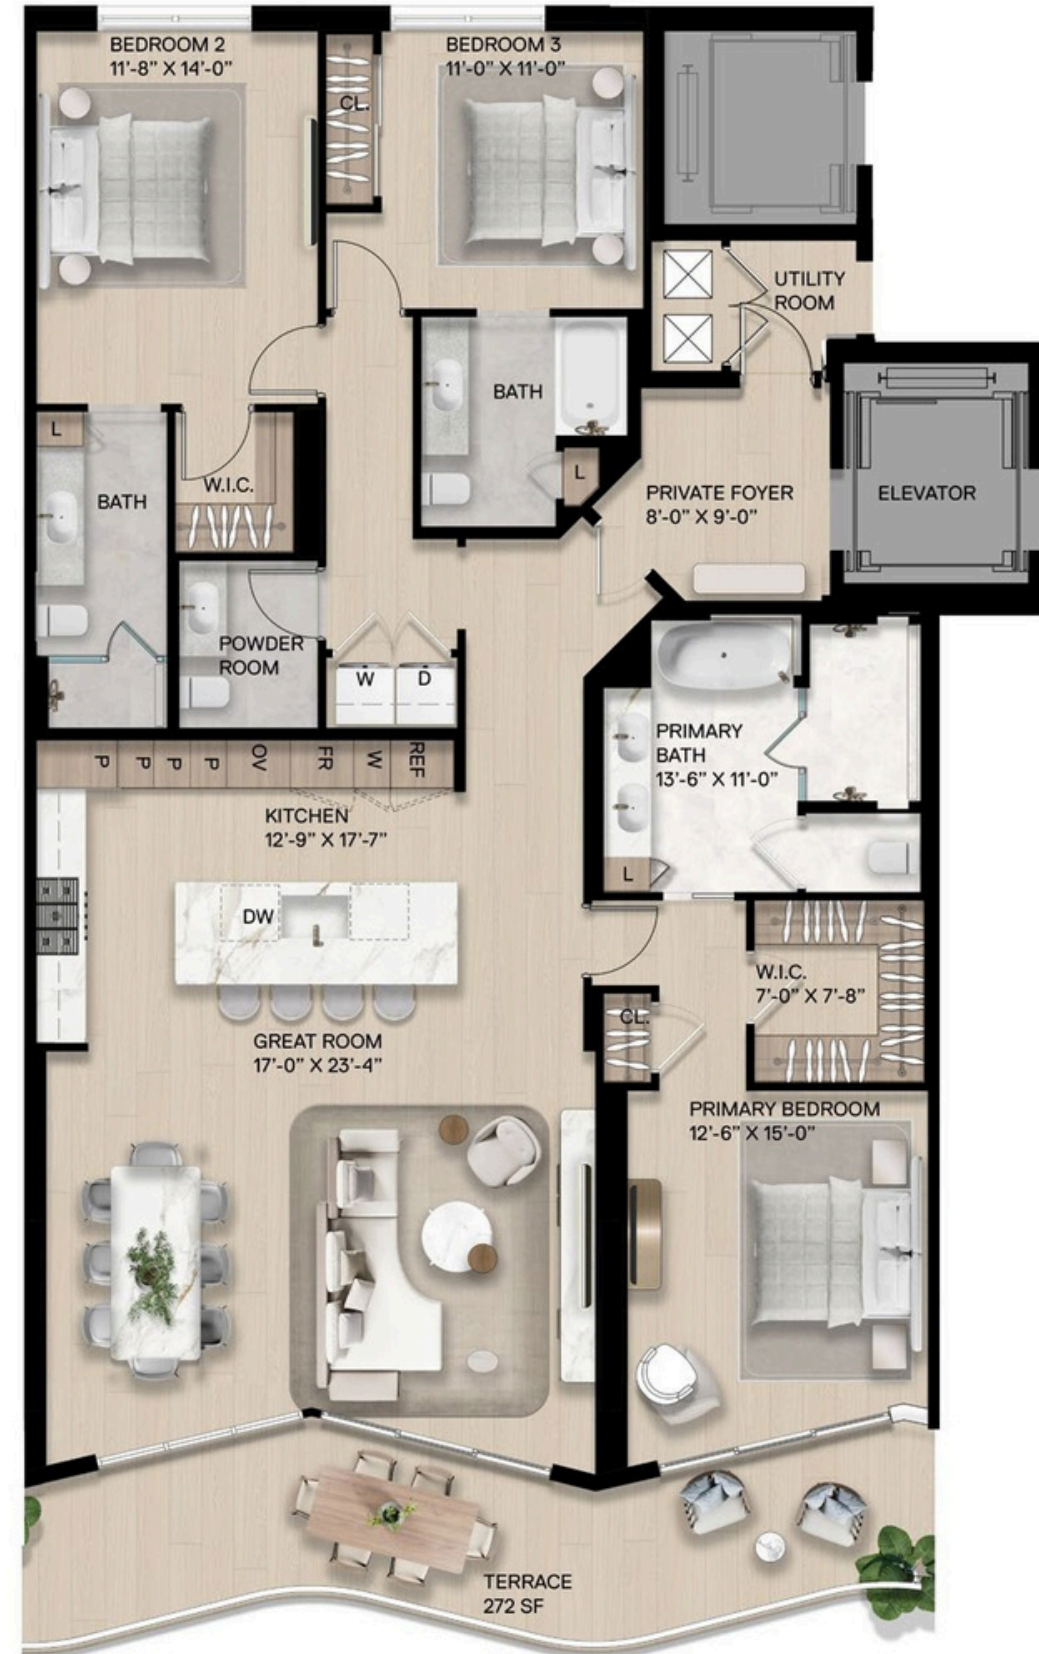 BEDROOM 2
11'-8" X 14'-0"
CL.
BEDROOM 3
11'-0" X 11'-0"
UTILITY
ROOM
BATH
L
PRIVATE FOYER
8'-0" X 9'-0"
ELEVATOR
L
BATH
W.I.C.
POWDER
ROOM
W
D
PRIMARY
BATH
13'-6" X 11'-0"
L
P
P
P
P
OV
FR
W
REF
KITCHEN
12'-9" X 17'-7"
DW
GREAT ROOM
17'-0" X 23'-4"
CL.
W.I.C.
7'-0" X 7'-8"
PRIMARY BEDROOM
12'-6" X 15'-0"
TERRACE
272 SF